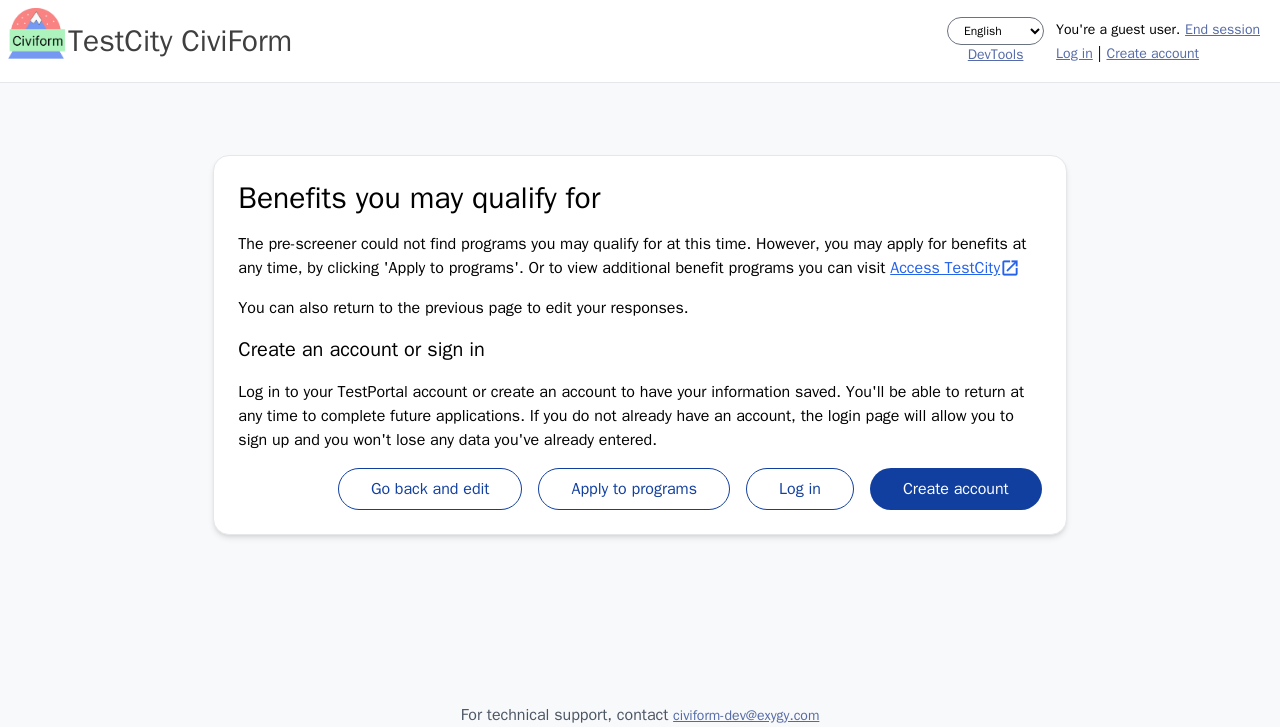 Civiform
TestCity CiviForm
English
DevTools
You're a guest user. End session
Log in | Create account
Benefits you may qualify for
The pre-screener could not find programs you may qualify for at this time. However, you may apply for benefits at
any time, by clicking 'Apply to programs'. Or to view additional benefit programs you can visit Access TestCity
You can also return to the previous page to edit your responses.
Create an account or sign in
Log in to your TestPortal account or create an account to have your information saved. You'll be able to return at
any time to complete future applications. If you do not already have an account, the login page will allow you to
sign up and you won't lose any data you've already entered.
Go back and edit
Apply to programs
Log in
Create account
For technical support, contact civiform-dev@exygy.com